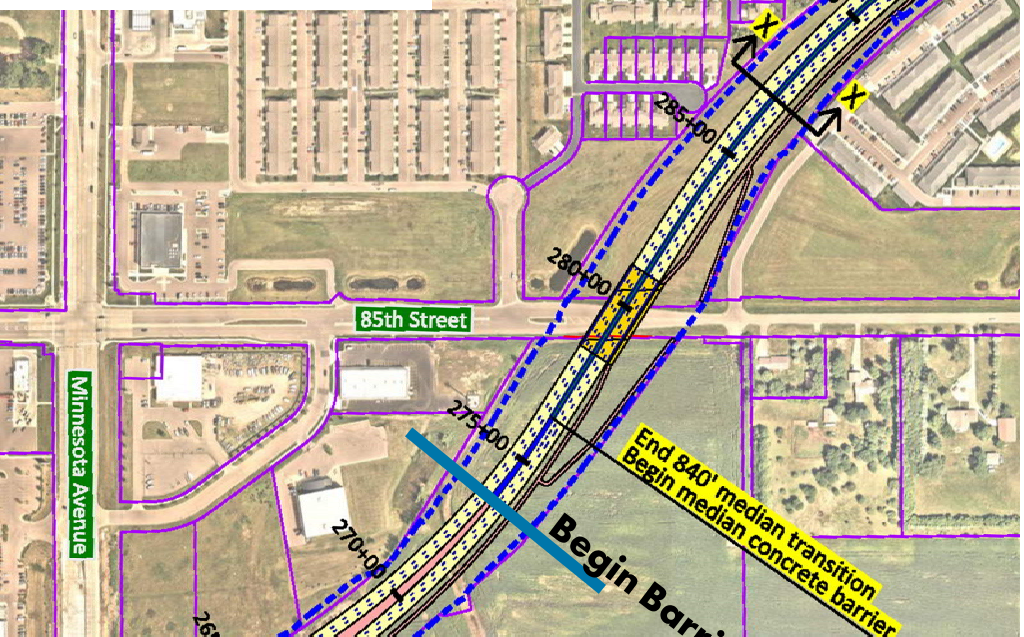 X
X
285+00
280+00
85th Street
275+00
Minnesota Avenue
End 840' median transition
Begin median concrete barrier
270+00
Begin Barri